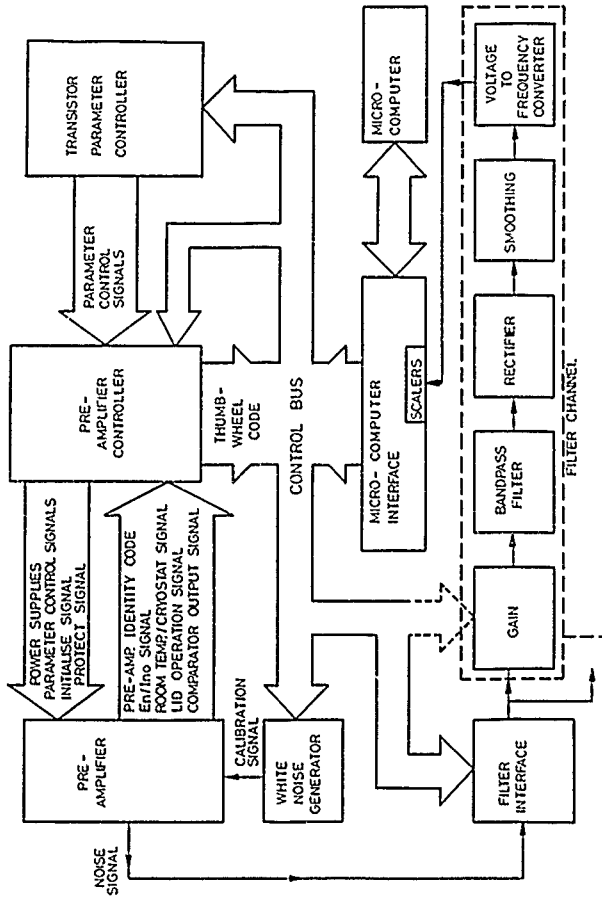 NOISE
SIGNAL
PRE-
AMPLIFIER
POWER SUPPLIES
PARAMETER CONTROL SIGNALS
INITIALISE SIGNAL
PROTECT SIGNAL
PRE-AMP. IDENTITY CODE
En/Ino SIGNAL
ROOM TEMP./CRYOSTAT SIGNAL
LID OPERATION SIGNAL
COMPARATOR OUTPUT SIGNAL
PRE-
AMPLIFIER
CONTROLLER
PARAMETER
CONTROL
SIGNALS
TRANSISTOR
PARAMETER
CONTROLLER
CALIBRATION
SIGNAL
WHITE
NOISE
GENERATOR
THUMB-
WHEEL
CODE
CONTROL BUS
MICRO-COMPUTER
INTERFACE
SCALERS
MICRO-
COMPUTER
FILTER
INTERFACE
GAIN
BANDPASS
FILTER
RECTIFIER
SMOOTHING
VOLTAGE
TO
FREQUENCY
CONVERTER
FILTER CHANNEL